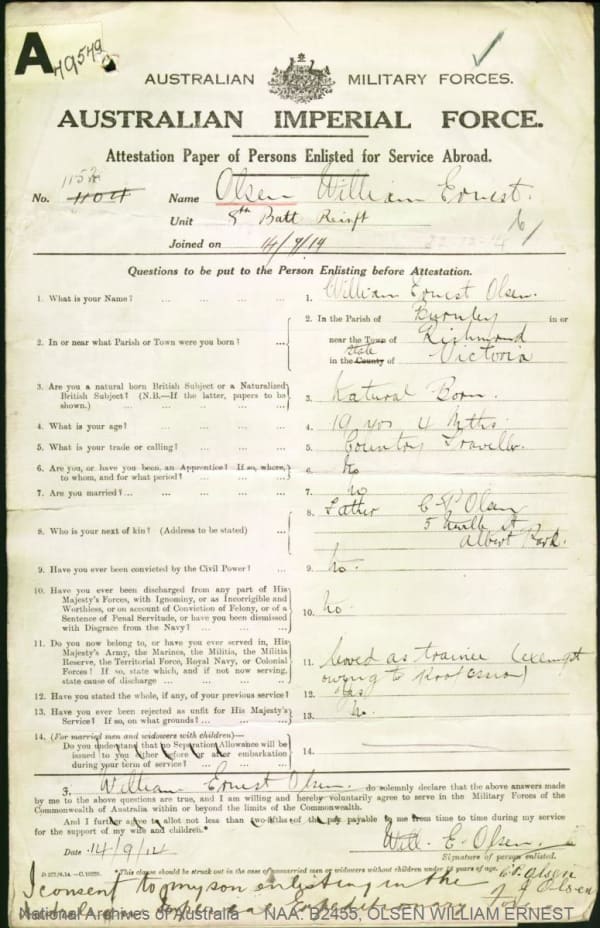 A
49549
AUSTRALIAN MILITARY FORCES.
AUSTRALIAN IMPERIAL FORCE.
Attestation Paper of Persons Enlisted for Service Abroad.
No. 1104 Name Olsen William Ernest.
Unit 8th Batt Reinft
Joined on 14/9/14
Questions to be put to the Person Enlisting before Attestation.
1. What is your Name? ... ... ... ... 1. William Ernest Olsen.
2. In or near what Parish or Town were you born? ... ... 2. In the Parish of Burnley in or
near the Town of Richmond
in the County State of Victoria
3. Are you a natural born British Subject or a Naturalized
British Subject? (N.B.—If the latter, papers to be
shown.) ... ... ... ... 3. Natural Born.
4. What is your age? ... ... ... ... 4. 19 yrs 4 Mths.
5. What is your trade or calling? ... ... ... 5. Country Traveller.
6. Are you, or have you been, an Apprentice? If so, where,
to whom, and for what period? ... ... ... 6. No
7. Are you married? ... ... ... ... 7. No
8. Who is your next of kin? (Address to be stated) ... 8. Father C P Olsen
5 St
Albert Park.
9. Have you ever been convicted by the Civil Power? ... 9. No.
10. Have you ever been discharged from any part of His
Majesty's Forces, with Ignominy, or as Incorrigible and
Worthless, or on account of Conviction of Felony, or of a
Sentence of Penal Servitude, or have you been dismissed
with Disgrace from the Navy? ... ... ... 10. No.
11. Do you now belong to, or have you ever served in, His
Majesty's Army, the Marines, the Militia, the Militia
Reserve, the Territorial Force, Royal Navy, or Colonial
Forces? If so, state which, and if not now serving,
state cause of discharge ... ... ... 11. Served as trainee (exempt
owing to Profession)
12. Have you stated the whole, if any, of your previous service? 12. Yes
13. Have you ever been rejected as unfit for His Majesty's
Service? If so, on what grounds? ... ... ... 13. No.
14. (For married men and widowers with children)—
Do you understand that no Separation Allowance will be
issued to you either before or after embarkation
during your term of service? ... ... ... 14.
I, William Ernest Olsen. do solemnly declare that the above answers made
by me to the above questions are true, and I am willing and hereby voluntarily agree to serve in the Military Forces of the
Commonwealth of Australia within or beyond the limits of the Commonwealth.
And I further agree to allot not less than two-fifths of the pay payable to me from time to time during my service
for the support of my wife and children.*
Date 14/9/14 Will. E. Olsen.
Signature of person enlisted.
*This clause should be struck out in the case of unmarried men or widowers without children under 18 years of age.
C.P. Olsen
I consent to my son enlisting in the
Australian Imperial Expeditionary Force
National Archives of Australia NAA: B2455, OLSEN WILLIAM ERNEST